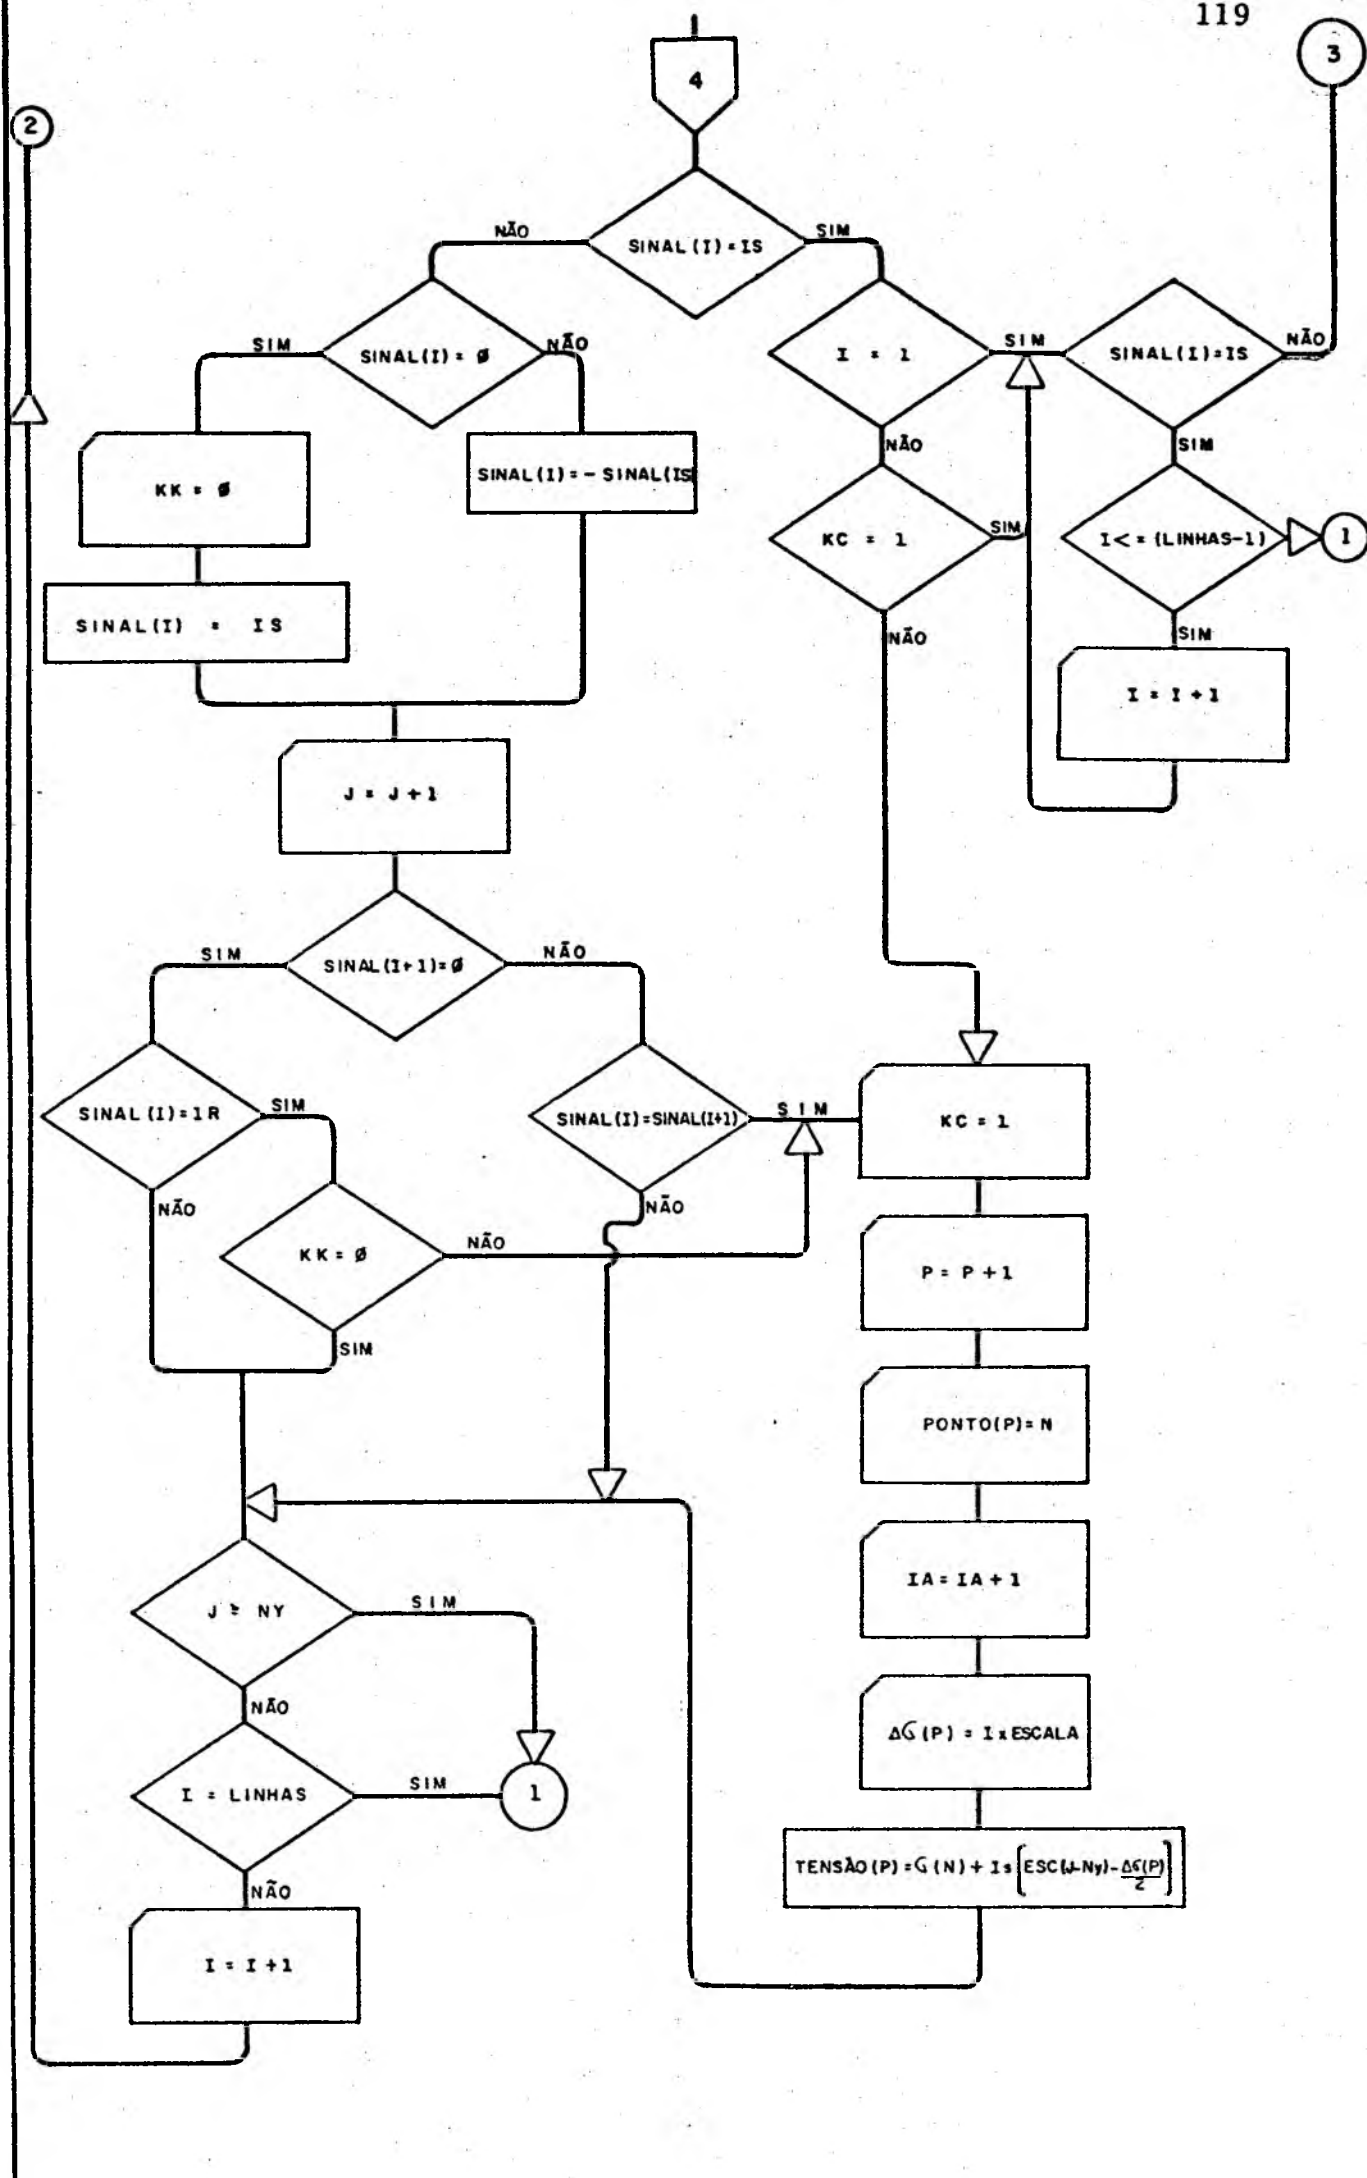 119
3
4
2
SINAL(I)=IS
NÃO
SIM
SINAL(I)=Ø
SIM
NÃO
I = 1
SIM
NÃO
SINAL(I)=IS
NÃO
SIM
KK = Ø
SINAL(I)=-SINAL(IS
KC = 1
SIM
NÃO
I<=(LINHAS-1)
1
SIM
SINAL(I) = IS
I = I+1
J = J+1
SINAL(I+1)=Ø
SIM
NÃO
SINAL(I)=1R
SIM
NÃO
SINAL(I)=SINAL(I+1)
SIM
NÃO
KC = 1
KK = Ø
NÃO
SIM
P = P+1
PONTO(P)=N
IA=IA+1
J ≥ NY
SIM
NÃO
ΔG(P) = I x ESCALA
I = LINHAS
SIM
1
NÃO
TENSÃO(P)=G(N)+Is[ESC(J-Ny)-Δσ(P)/2]
I = I+1